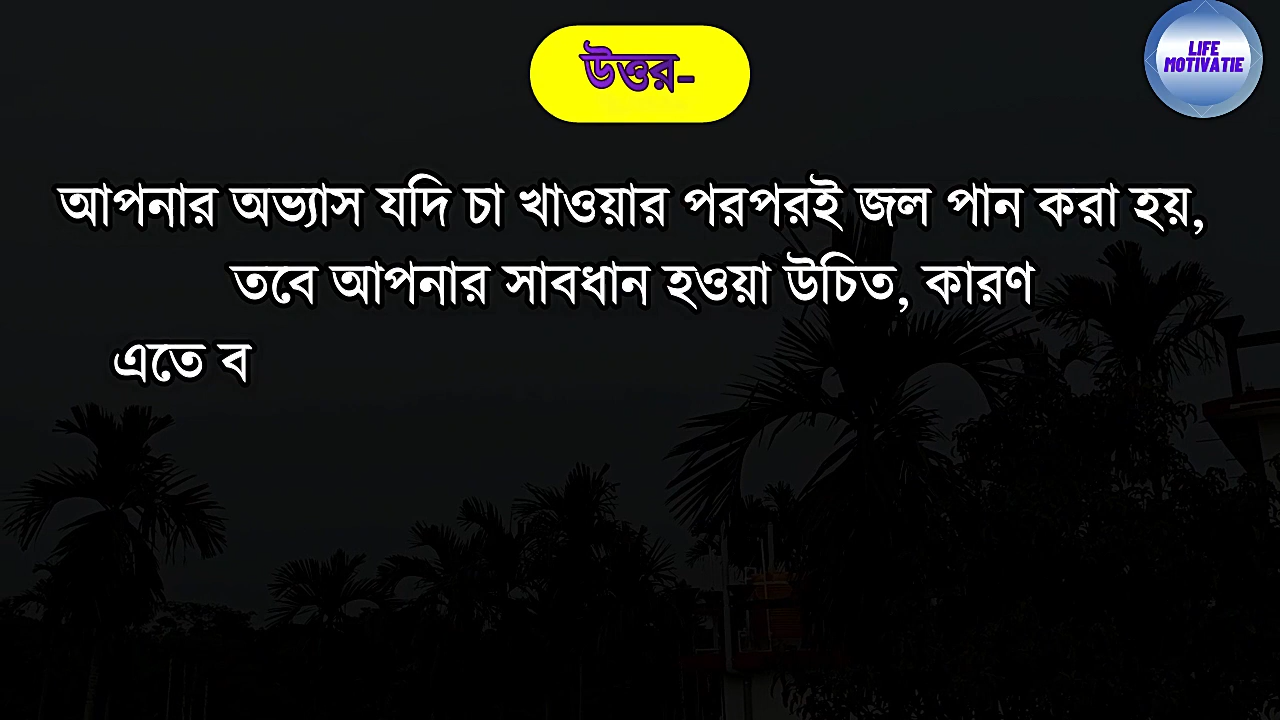 উত্তর-
LIFE
MOTIVATIE
আপনার অভ্যাস যদি চা খাওয়ার পরপরই জল পান করা হয়,
তবে আপনার সাবধান হওয়া উচিত, কারণ
এতে ব